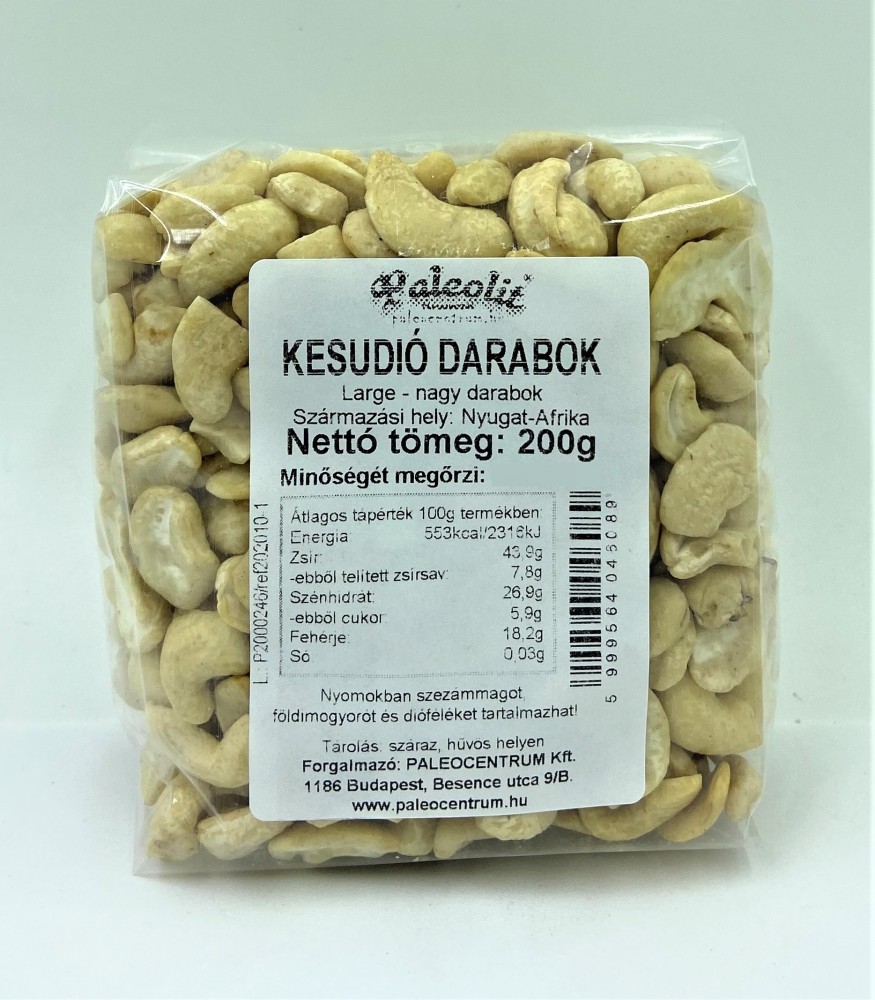 Paleolit
paleocentrum.hu
KESUDIÓ DARABOK
Large - nagy darabok
Származási hely: Nyugat-Afrika
Nettó tömeg: 200g
Minőségét megőrzi:
Átlagos tápérték 100g termékben:
Energia: 553kcal/2316kJ
Zsír: 43,9g
-ebből telített zsírsav: 7,8g
Szénhidrát: 26,9g
-ebből cukor: 5,9g
Fehérje: 18,2g
Só 0,03g
L.: P2000246/ref202010-1
5 999564 045089
Nyomokban szezámmagot,
földimogyorót és dióféléket tartalmazhat!
Tárolás: száraz, hűvös helyen
Forgalmazó: PALEOCENTRUM Kft.
1186 Budapest, Besence utca 9/B.
www.paleocentrum.hu